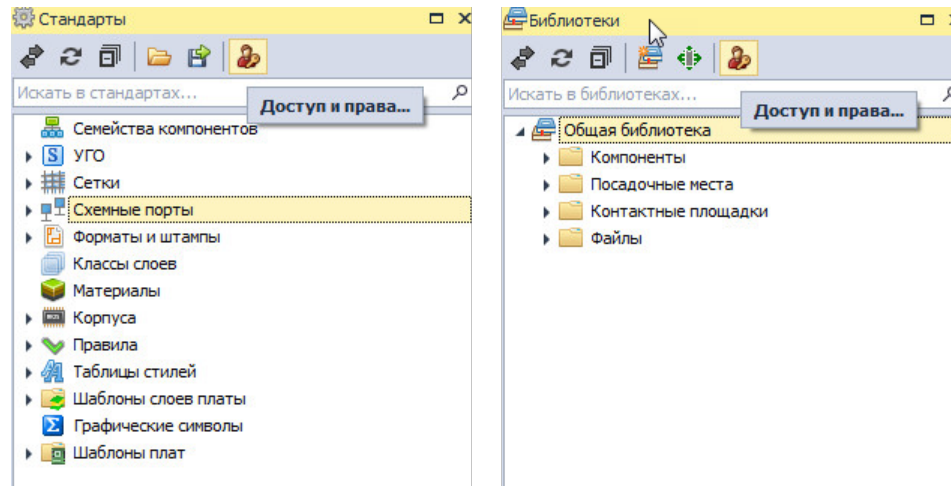 Стандарты
Искать в стандартах...
Доступ и права...
Семейства компонентов
УГО
Сетки
Схемные порты
Форматы и штампы
Классы слоев
Материалы
Корпуса
Правила
Таблицы стилей
Шаблоны слоев платы
Графические символы
Шаблоны плат
Библиотеки
Искать в библиотеках...
Доступ и права...
Общая библиотека
Компоненты
Посадочные места
Контактные площадки
Файлы